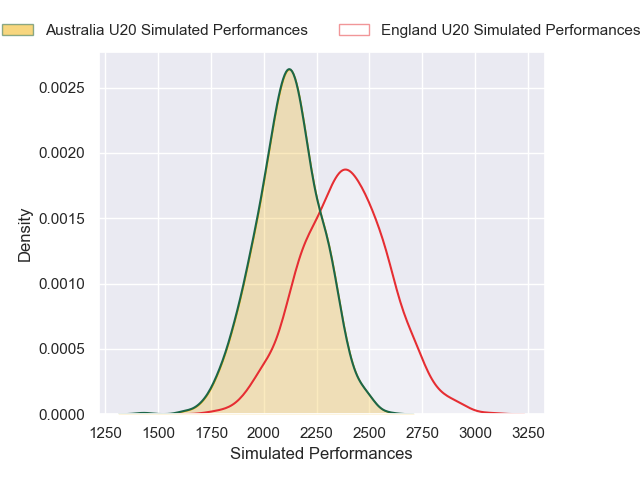 Australia U20 Simulated Performances England U20 Simulated Performances
0.0025
0.0020
0.0015
0.0010
0.0005
0.0000
Density
1250 1500 1750 2000 2250 2500 2750 3000 3250
Simulated Performances